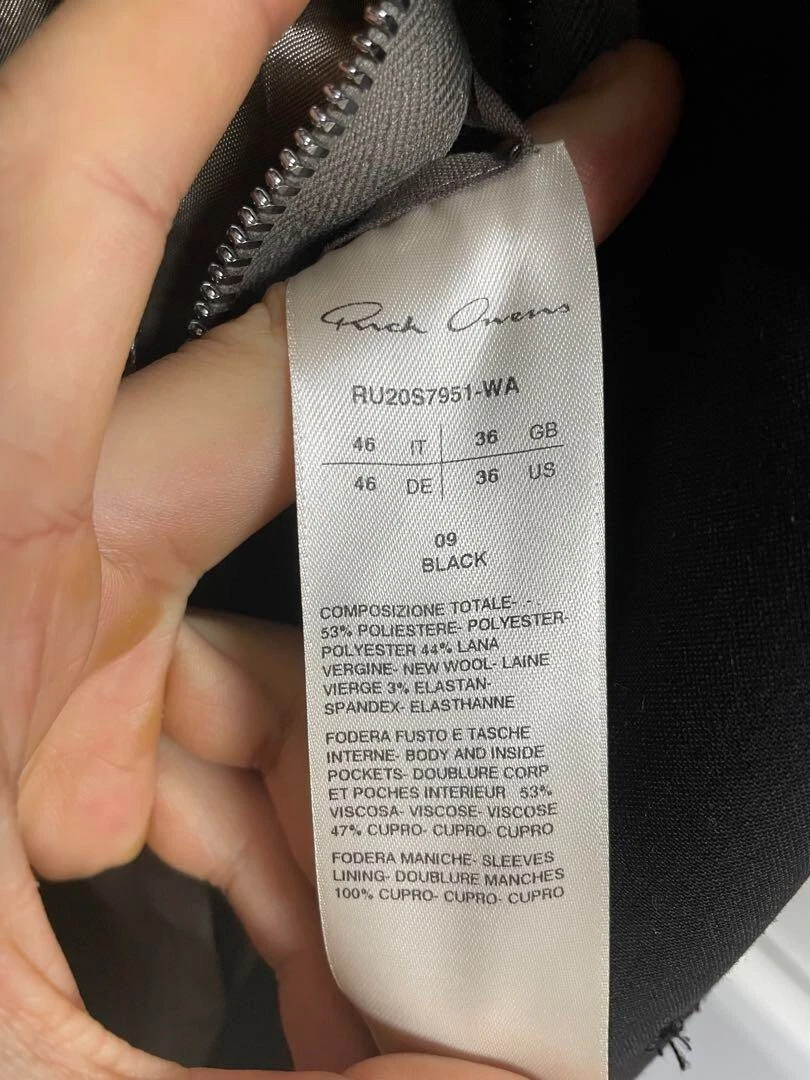 Rick Owens
RU20S7951-WA
46 IT 36 GB
46 DE 36 US
09
BLACK
COMPOSIZIONE TOTALE- -
53% POLIESTERE- POLYESTER-
POLYESTER 44% LANA
VERGINE- NEW WOOL- LAINE
VIERGE 3% ELASTAN-
SPANDEX- ELASTHANNE
FODERA FUSTO E TASCHE
INTERNE- BODY AND INSIDE
POCKETS- DOUBLURE CORP
ET POCHES INTERIEUR 53%
VISCOSA- VISCOSE- VISCOSE
47% CUPRO- CUPRO- CUPRO
FODERA MANICHE- SLEEVES
LINING- DOUBLURE MANCHES
100% CUPRO- CUPRO- CUPRO